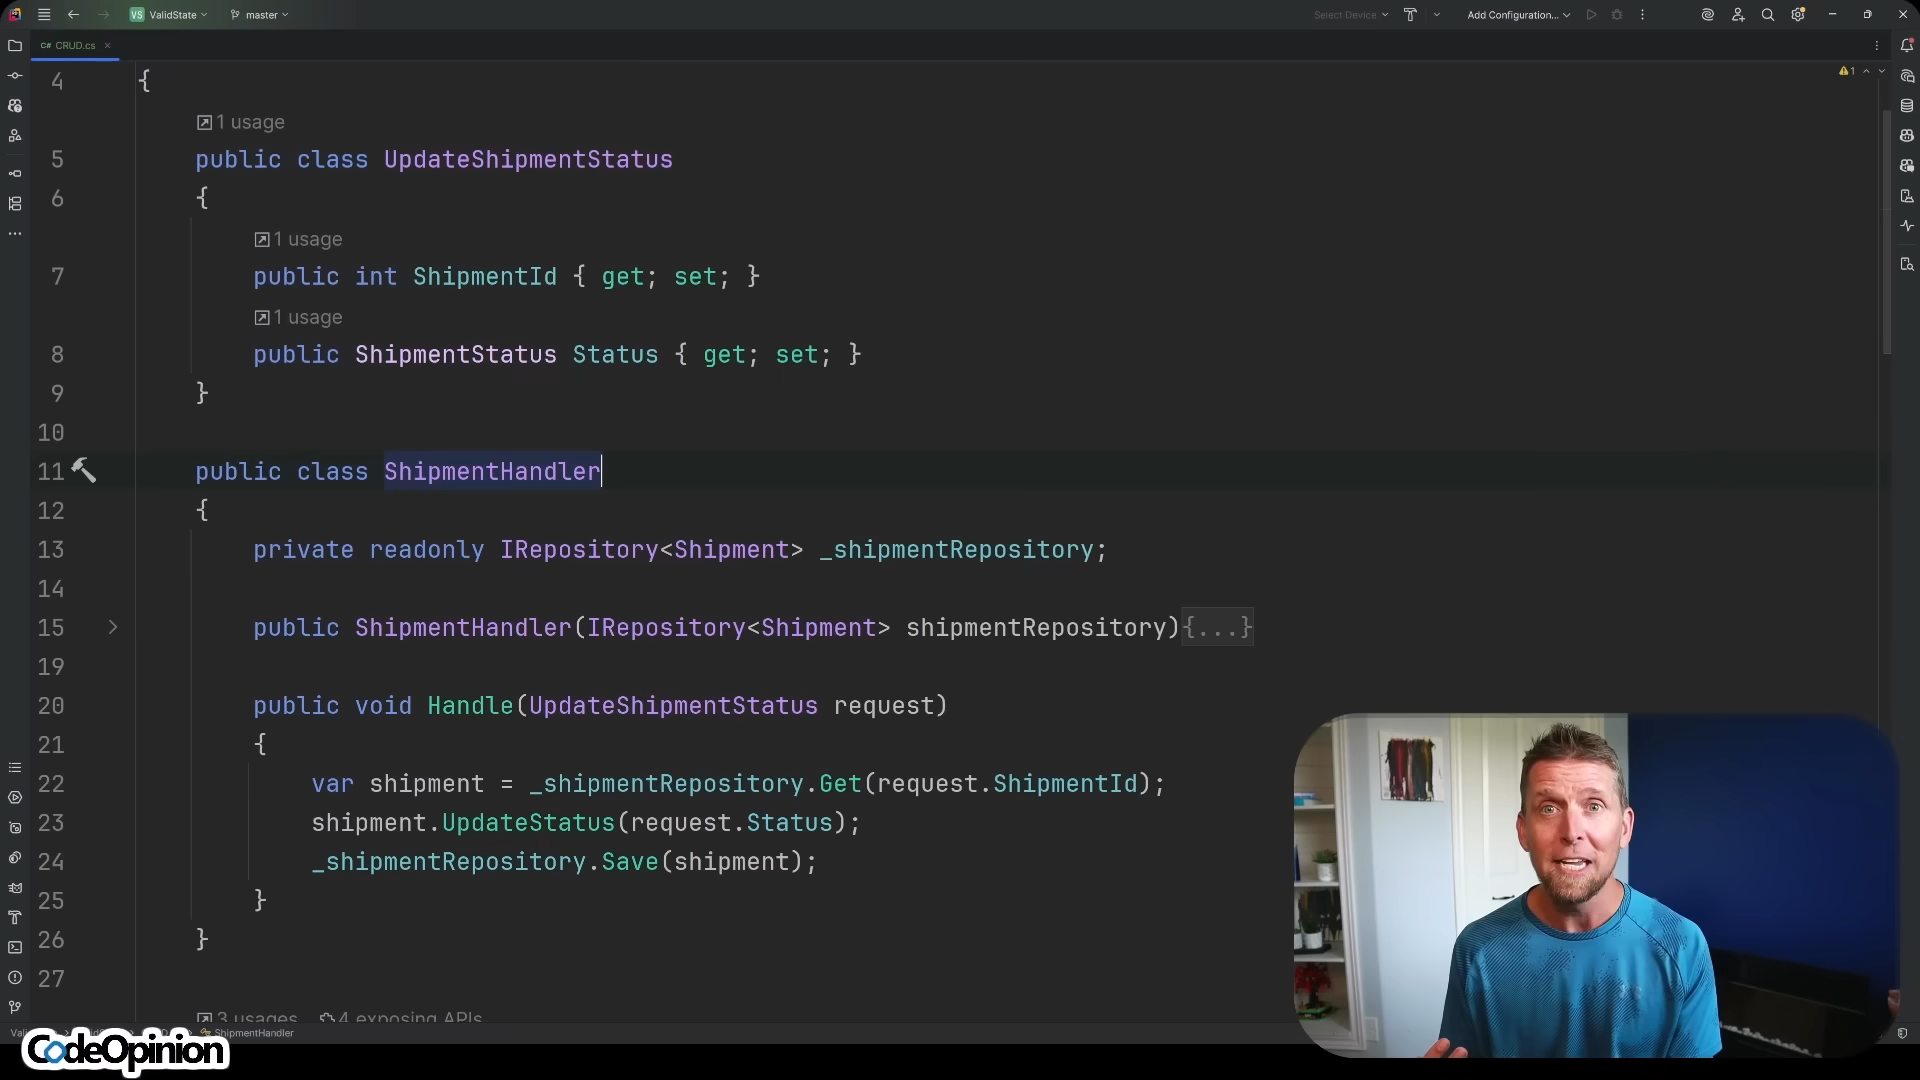 VS ValidState
master
Select Device
Add Configuration...
C# CRUD.cs
1
4 {
1 usage
5 public class UpdateShipmentStatus
6 {
1 usage
7 public int ShipmentId { get; set; }
1 usage
8 public ShipmentStatus Status { get; set; }
9 }
10
11 public class ShipmentHandler
12 {
13 private readonly IRepository<Shipment> _shipmentRepository;
14
15 public ShipmentHandler(IRepository<Shipment> shipmentRepository){...}
19
20 public void Handle(UpdateShipmentStatus request)
21 {
22 var shipment = _shipmentRepository.Get(request.ShipmentId);
23 shipment.UpdateStatus(request.Status);
24 _shipmentRepository.Save(shipment);
25 }
26 }
27
3 usages 4 exposing APIs
ShipmentHandler
CodeOpinion